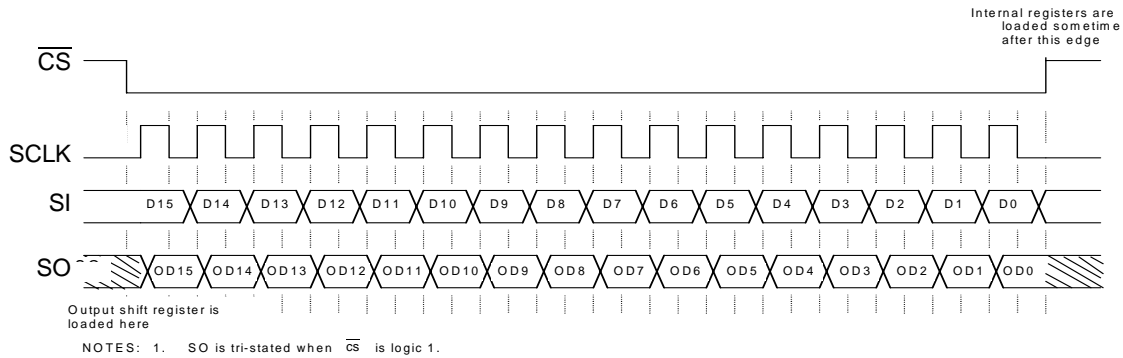 Internal registers are
loaded sometime
after this edge
CS
SCLK
SI
D15 D14 D13 D12 D11 D10 D9 D8 D7 D6 D5 D4 D3 D2 D1 D0
SO
OD15 OD14 OD13 OD12 OD11 OD10 OD9 OD8 OD7 OD6 OD5 OD4 OD3 OD2 OD1 OD0
Output shift register is
loaded here
NOTES: 1. SO is tri-stated when CS is logic 1.